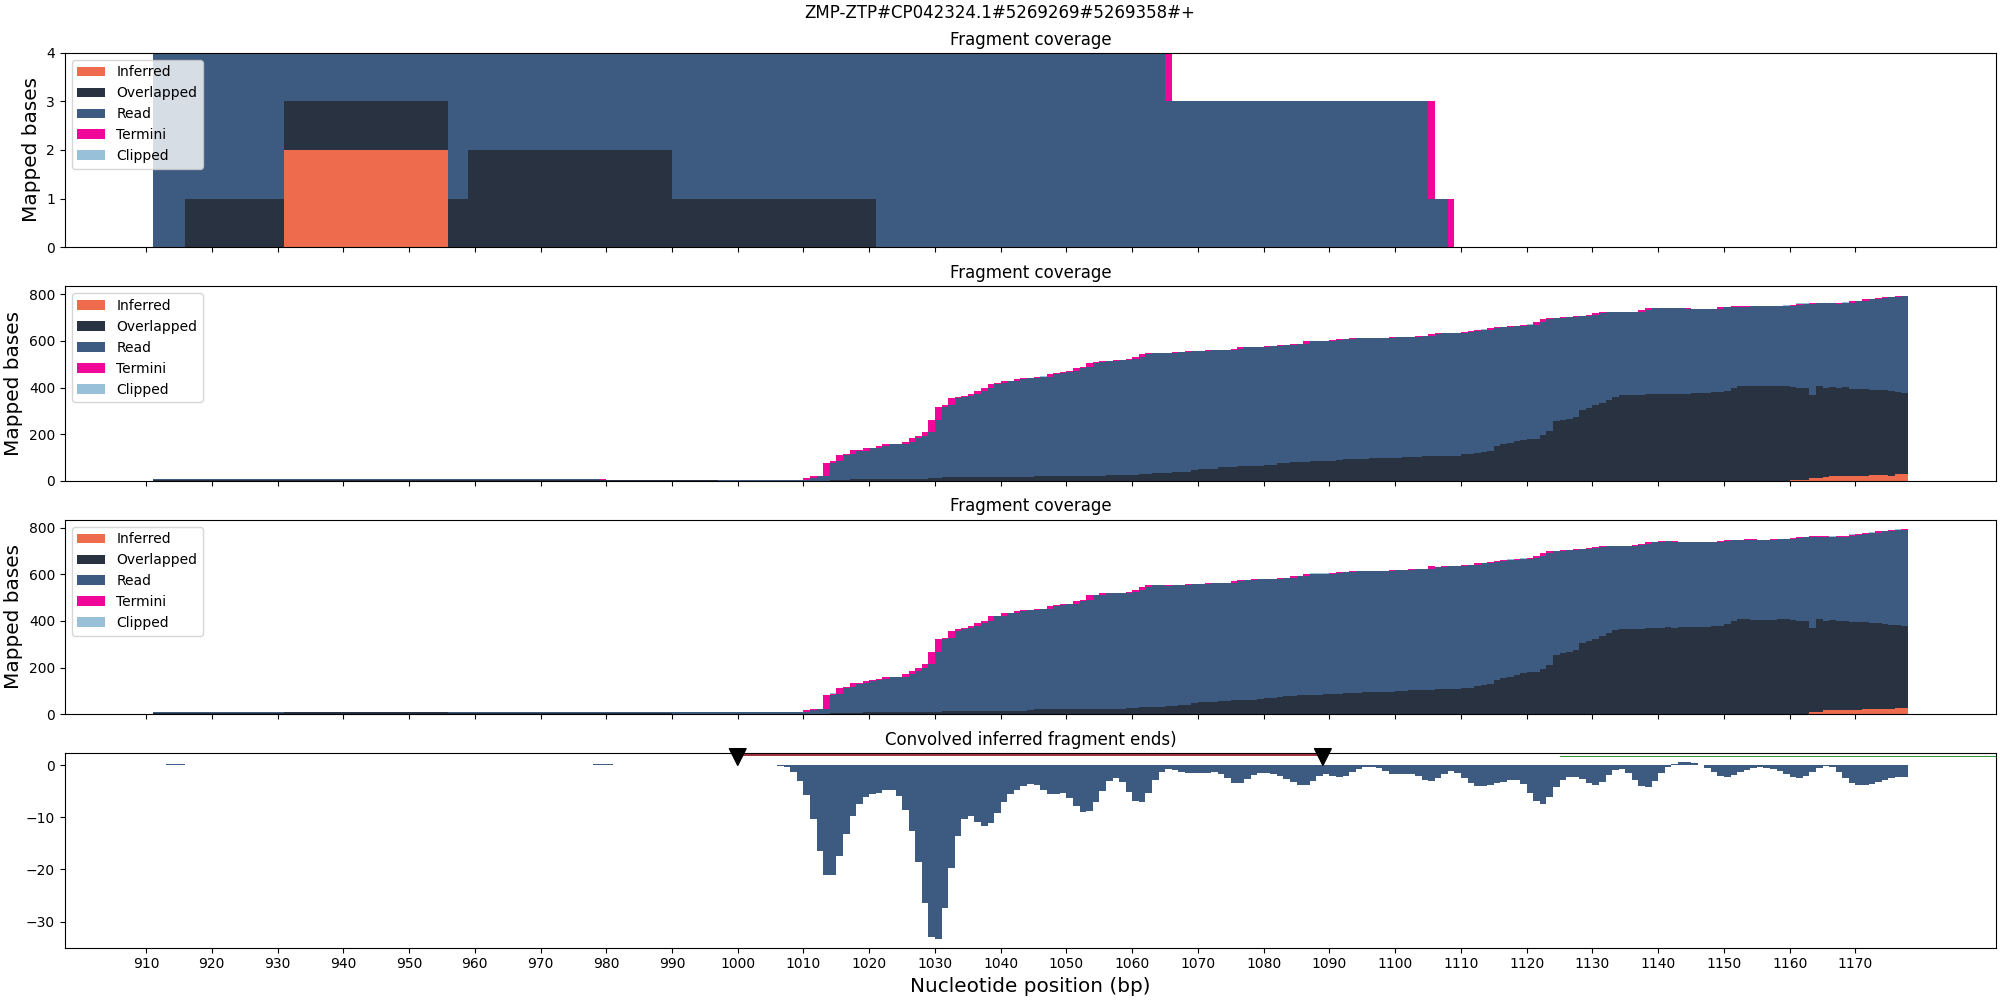 ZMP-ZTP#CP042324.1#5269269#5269358#+
Fragment coverage
Mapped bases
4
3
2
1
0
Inferred
Overlapped
Read
Termini
Clipped
Fragment coverage
Mapped bases
800
600
400
200
0
Inferred
Overlapped
Read
Termini
Clipped
Fragment coverage
Mapped bases
800
600
400
200
0
Inferred
Overlapped
Read
Termini
Clipped
Convolved inferred fragment ends)
0
−10
−20
−30
910 920 930 940 950 960 970 980 990 1000 1010 1020 1030 1040 1050 1060 1070 1080 1090 1100 1110 1120 1130 1140 1150 1160 1170
Nucleotide position (bp)